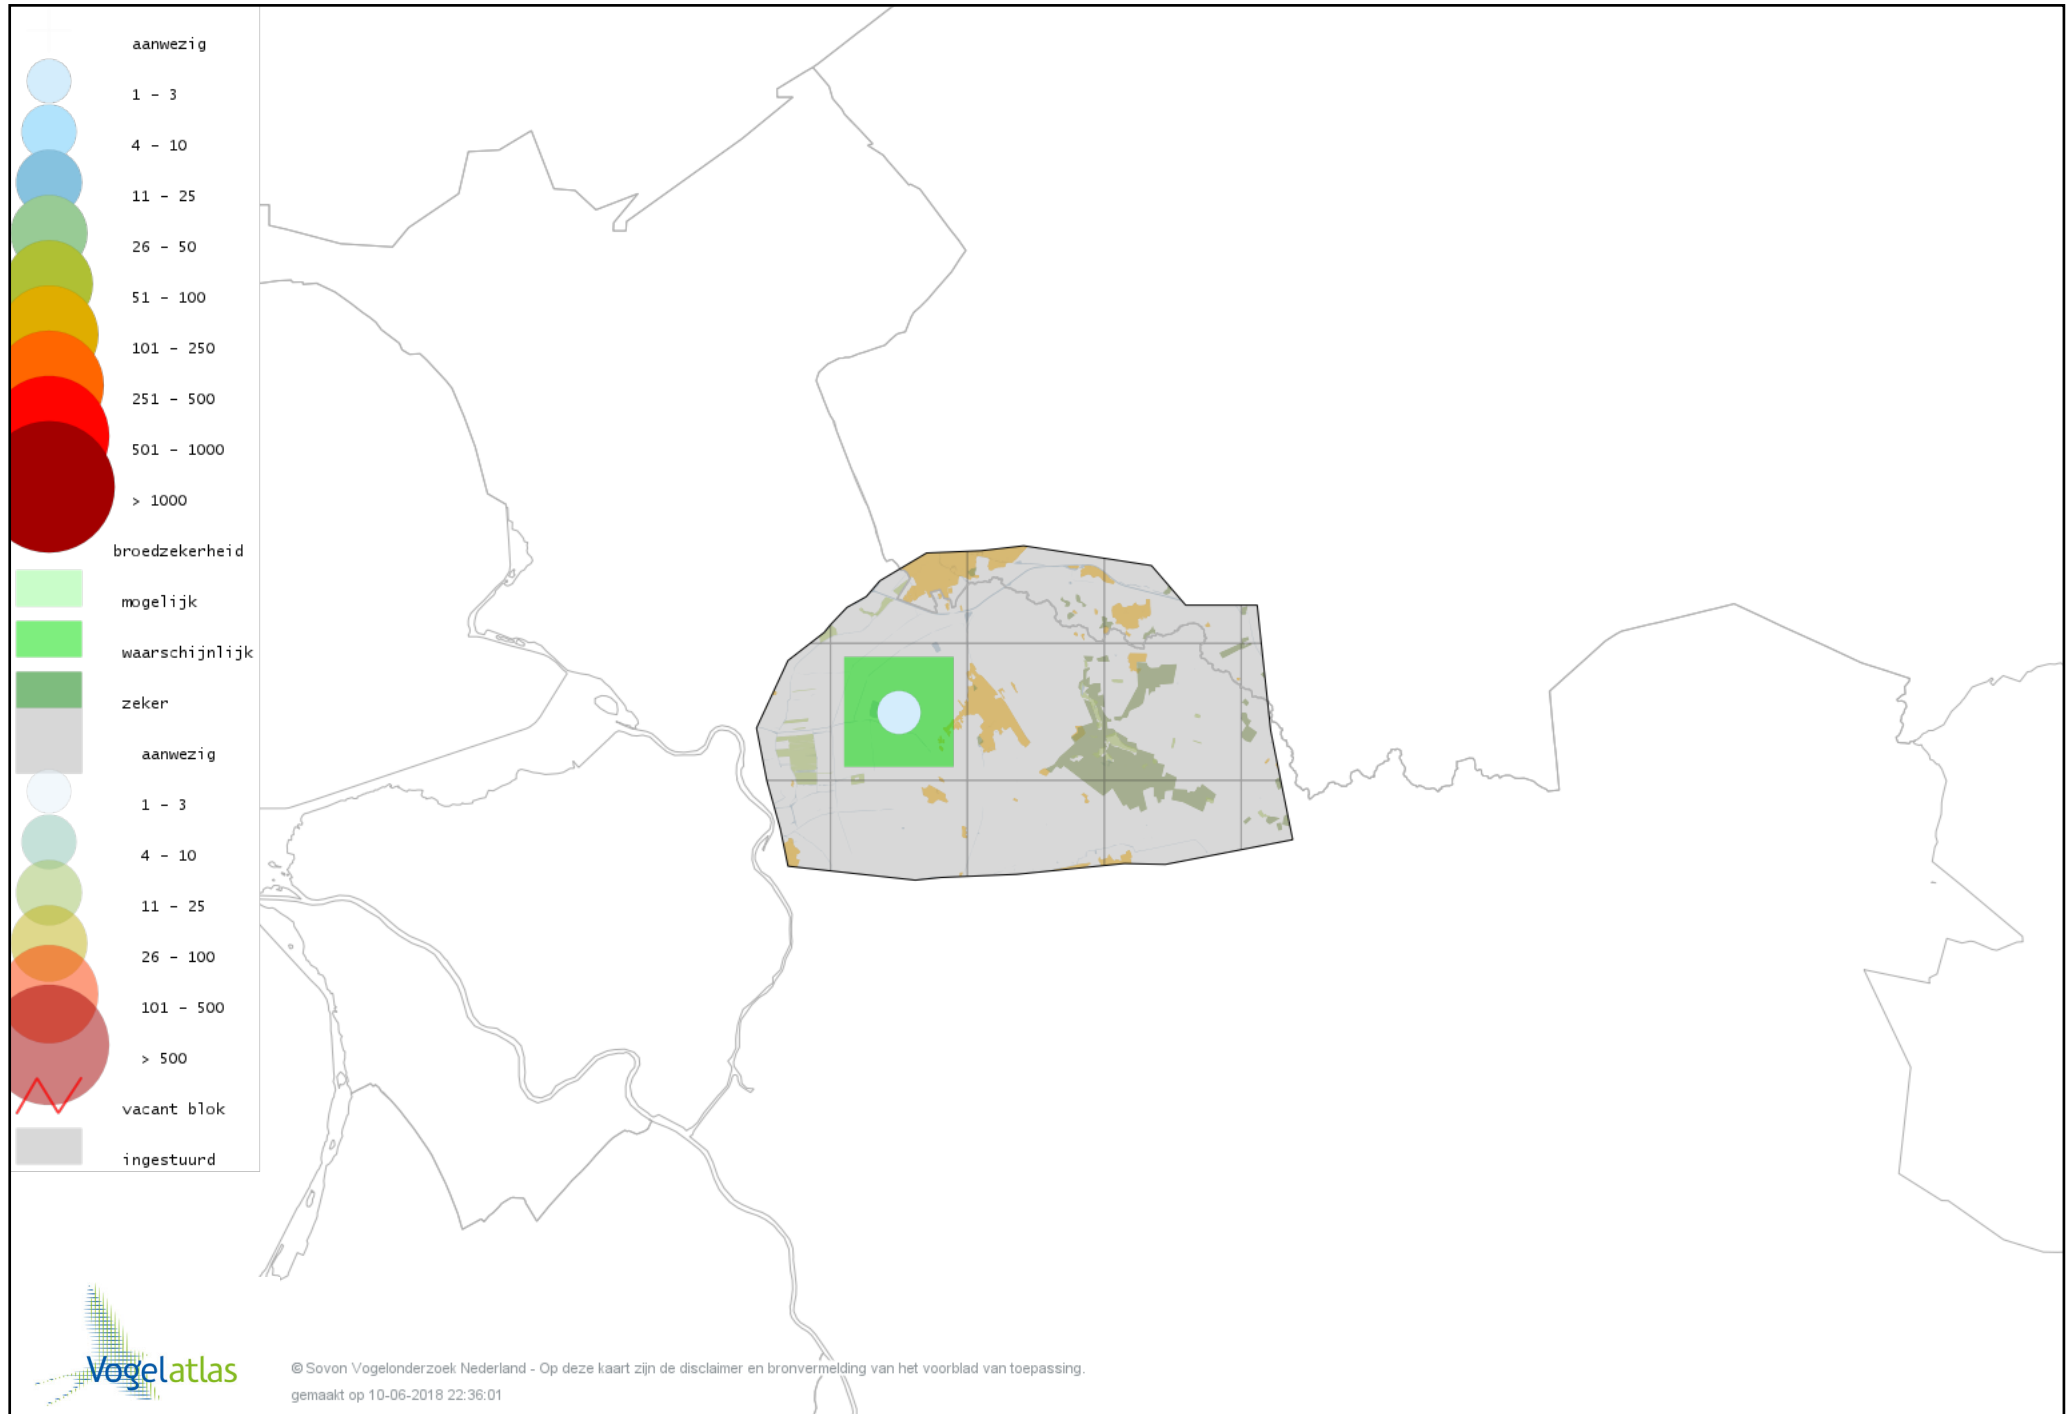 aanwezig
1 - 3
4 - 10
11 - 25
26 - 50
51 - 100
101 - 250
251 - 500
501 - 1000
> 1000
broedzekerheid
mogelijk
waarschijnlijk
zeker
aanwezig
1 - 3
4 - 10
11 - 25
26 - 100
101 - 500
> 500
vacant blok
ingestuurd
Vogelatlas
© Sovon Vogelonderzoek Nederland - Op deze kaart zijn de disclaimer en bronvermelding van het voorblad van toepassing.
gemaakt op 10-06-2018 22:36:01